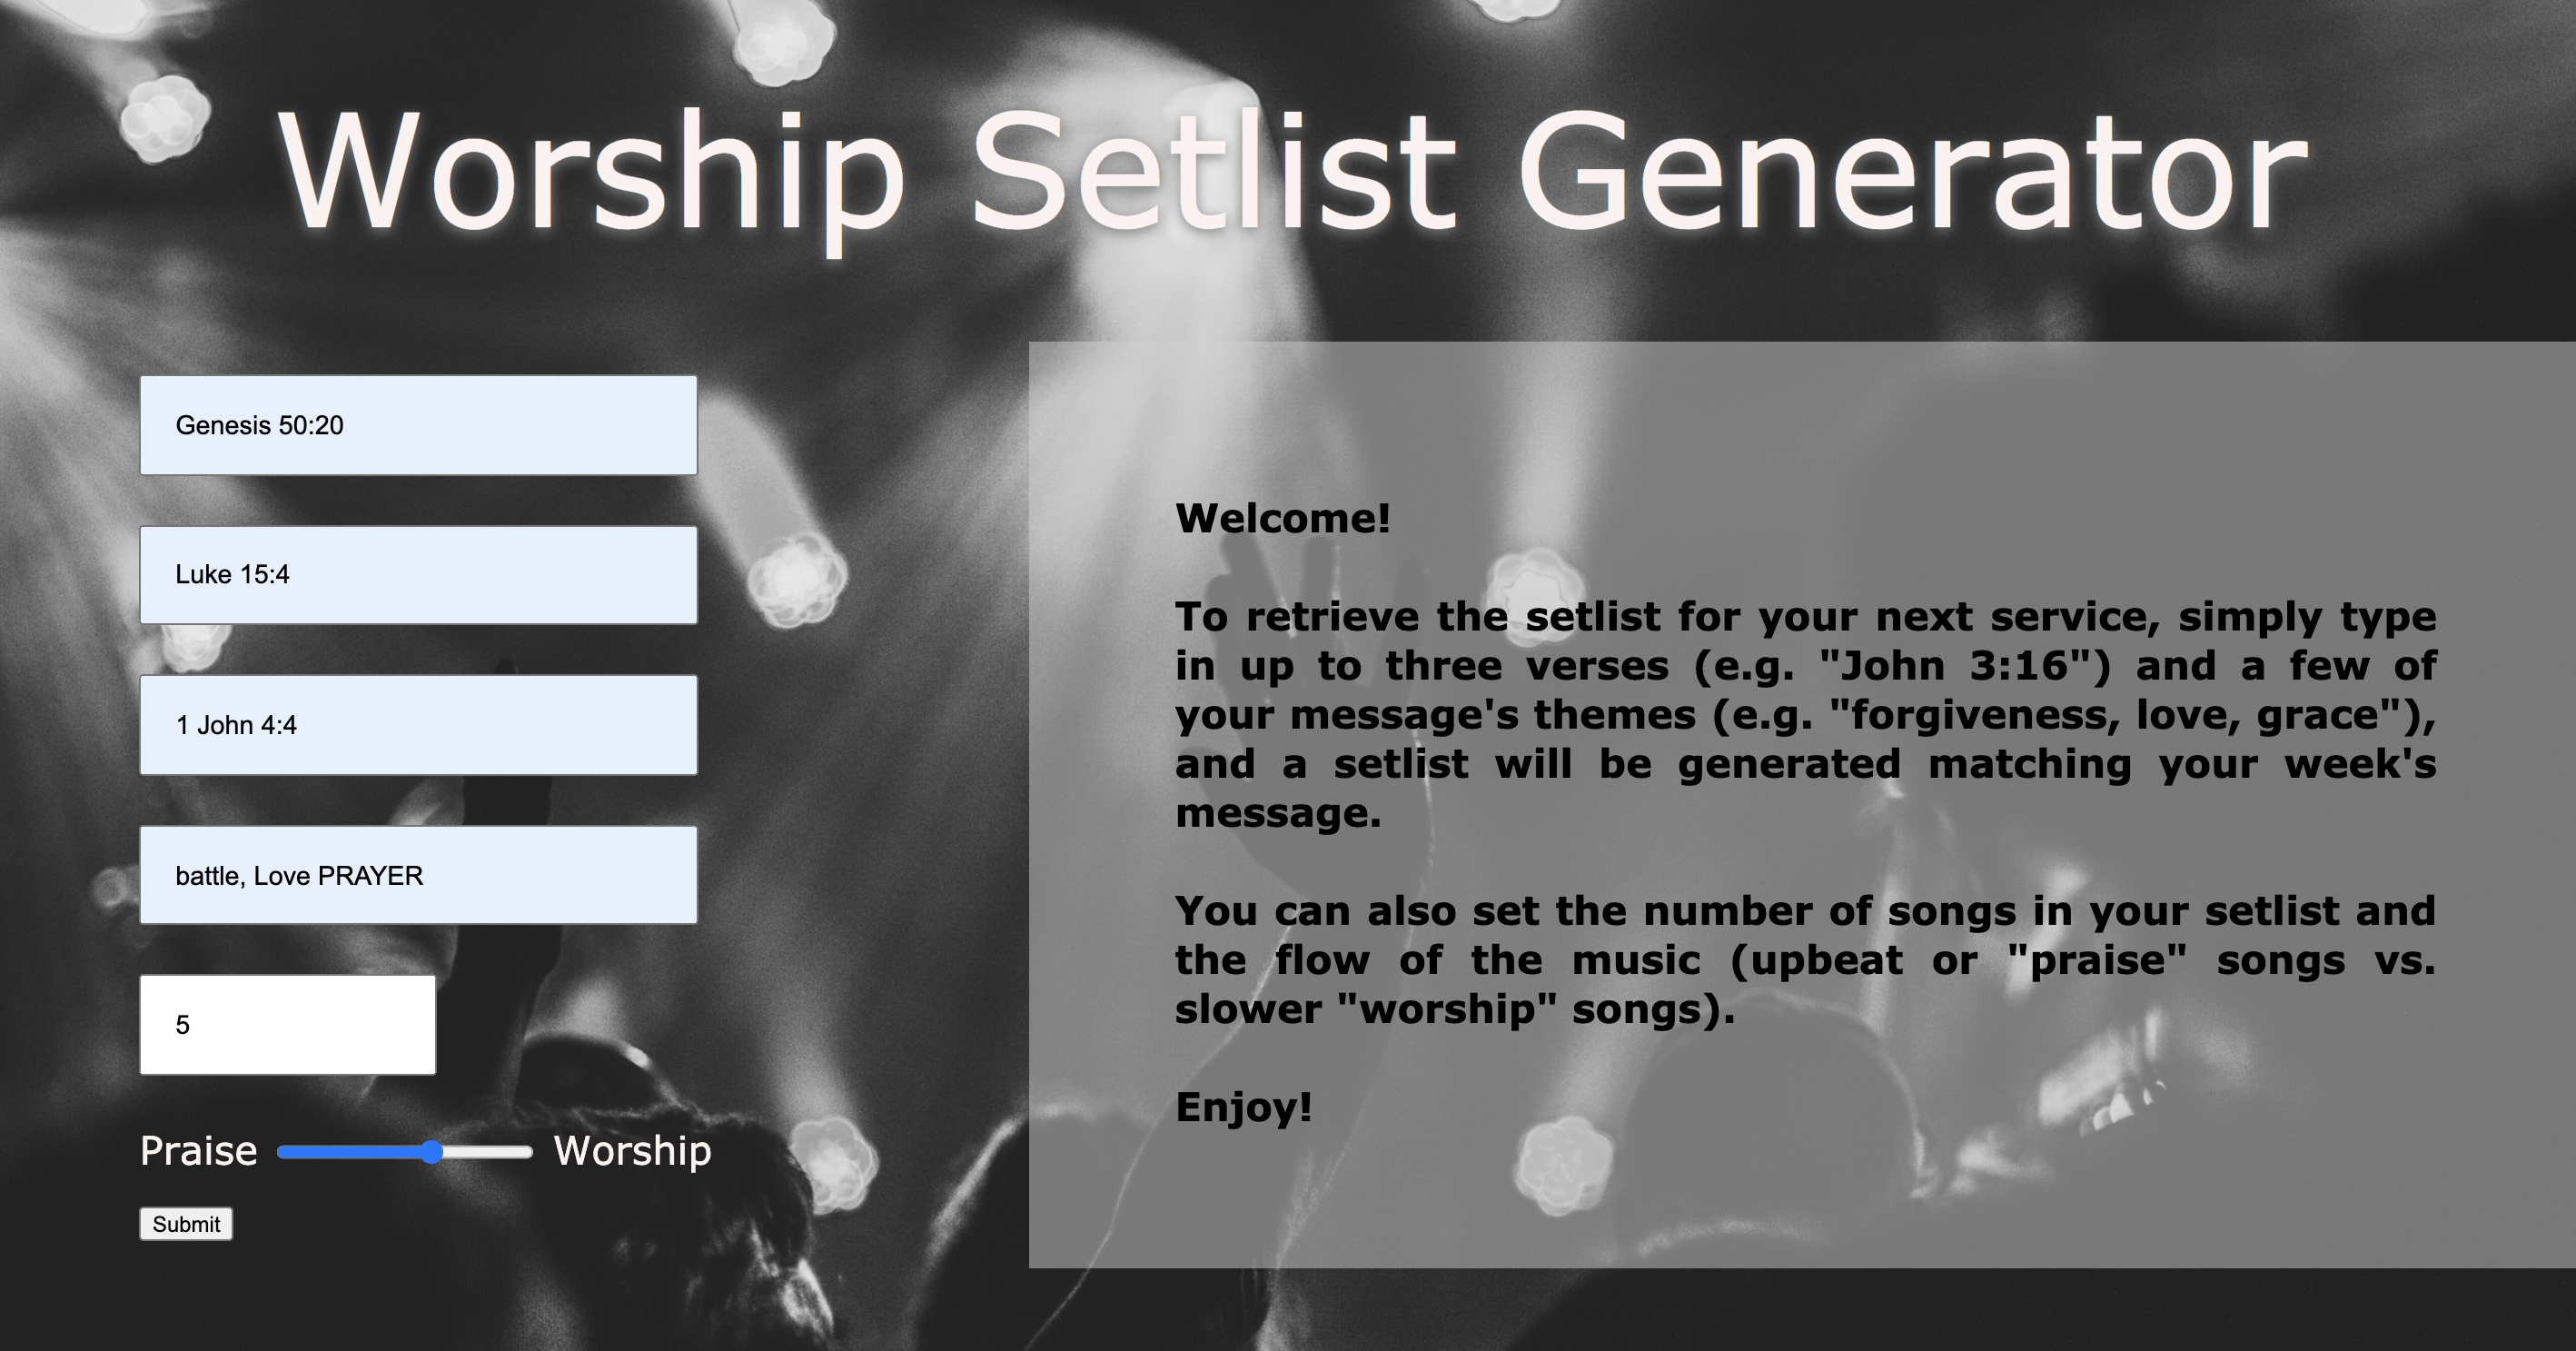 Worship Setlist Generator
Genesis 50:20
Luke 15:4
1 John 4:4
battle, Love PRAYER
5
Praise Worship
Submit
Welcome!
To retrieve the setlist for your next service, simply type
in up to three verses (e.g. "John 3:16") and a few of
your message's themes (e.g. "forgiveness, love, grace"),
and a setlist will be generated matching your week's
message.
You can also set the number of songs in your setlist and
the flow of the music (upbeat or "praise" songs vs.
slower "worship" songs).
Enjoy!